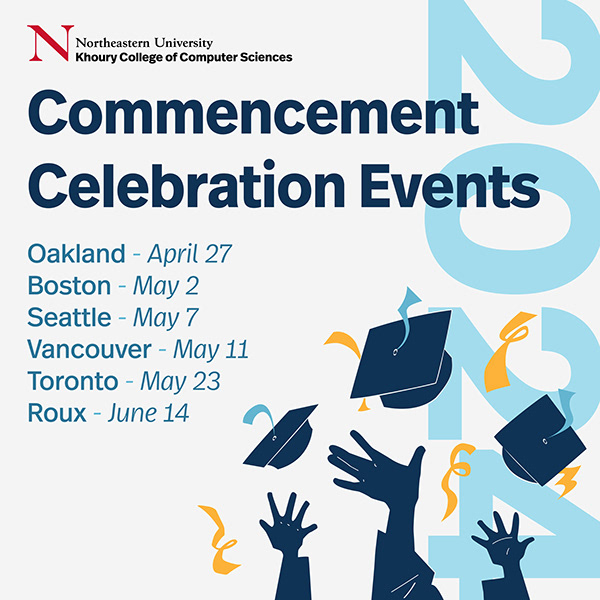 N Northeastern University
Khoury College of Computer Sciences
Commencement
Celebration Events
Oakland - April 27
Boston - May 2
Seattle - May 7
Vancouver - May 11
Toronto - May 23
Roux - June 14
2024